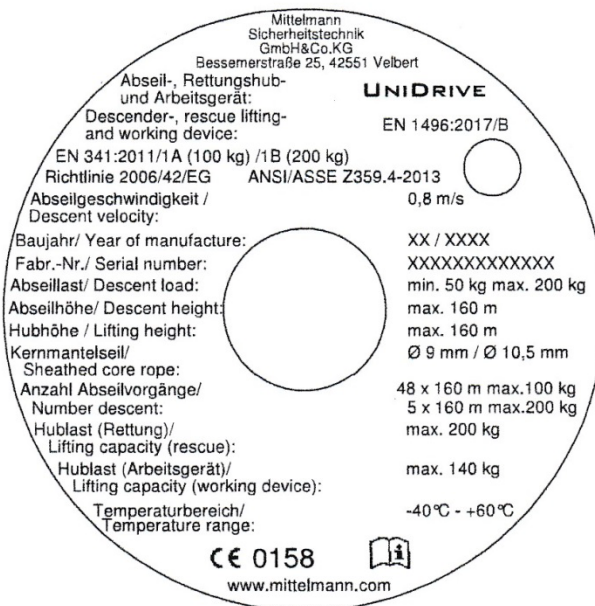 Mittelmann
Sicherheitstechnik
GmbH&Co.KG
Bessemerstraße 25, 42551 Velbert
Abseil-, Rettungshub-
und Arbeitsgerät:
UNIDRIVE
Descender-, rescue lifting-
and working device:
EN 1496:2017/B
EN 341:2011/1A (100 kg) /1B (200 kg)
Richtlinie 2006/42/EG ANSI/ASSE Z359.4-2013
Abseilgeschwindigkeit / 0,8 m/s
Descent velocity:
Baujahr/ Year of manufacture: XX / XXXX
Fabr.-Nr./ Serial number: XXXXXXXXXXXXX
Abseillast/ Descent load: min. 50 kg max. 200 kg
Abseilhöhe/ Descent height: max. 160 m
Hubhöhe / Lifting height: max. 160 m
Kernmantelseil/ Ø 9 mm / Ø 10,5 mm
Sheathed core rope:
Anzahl Abseilvorgänge/ 48 x 160 m max.100 kg
Number descent: 5 x 160 m max.200 kg
Hublast (Rettung)/ max. 200 kg
Lifting capacity (rescue):
Hublast (Arbeitsgerät)/ max. 140 kg
Lifting capacity (working device):
Temperaturbereich/ -40°C - +60°C
Temperature range:
CE 0158
www.mittelmann.com